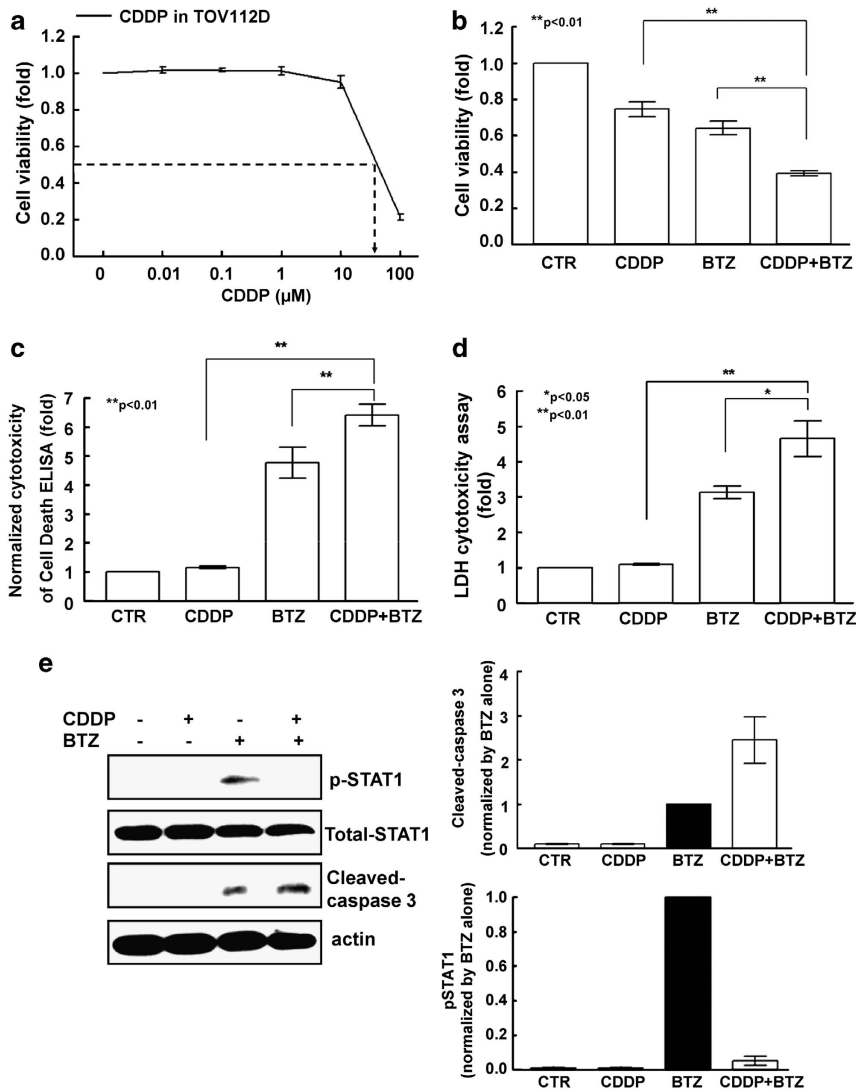 a
CDDP in TOV112D
Cell viability (fold)
1.2
1.0
0.8
0.6
0.4
0.2
0.0
0 0.01 0.1 1 10 100
CDDP (µM)
b
**p<0.01
**
**
Cell viability (fold)
1.0
0.8
0.6
0.4
0.2
0.0
CTR CDDP BTZ CDDP+BTZ
c
**p<0.01
**
**
Normalized cytotoxicity
of Cell Death ELISA (fold)
7
6
5
4
3
2
1
0
CTR CDDP BTZ CDDP+BTZ
d
*p<0.05
**p<0.01
**
*
LDH cytotoxicity assay
(fold)
6
5
4
3
2
1
0
CTR CDDP BTZ CDDP+BTZ
e
CDDP - + - +
BTZ - - + +
p-STAT1
Total-STAT1
Cleaved-
caspase 3
actin
Cleaved-caspase 3
(normalized by BTZ alone)
4
3
2
1
0
CTR CDDP BTZ CDDP+BTZ
pSTAT1
(normalized by BTZ alone)
1.0
0.8
0.6
0.4
0.2
0.0
CTR CDDP BTZ CDDP+BTZ